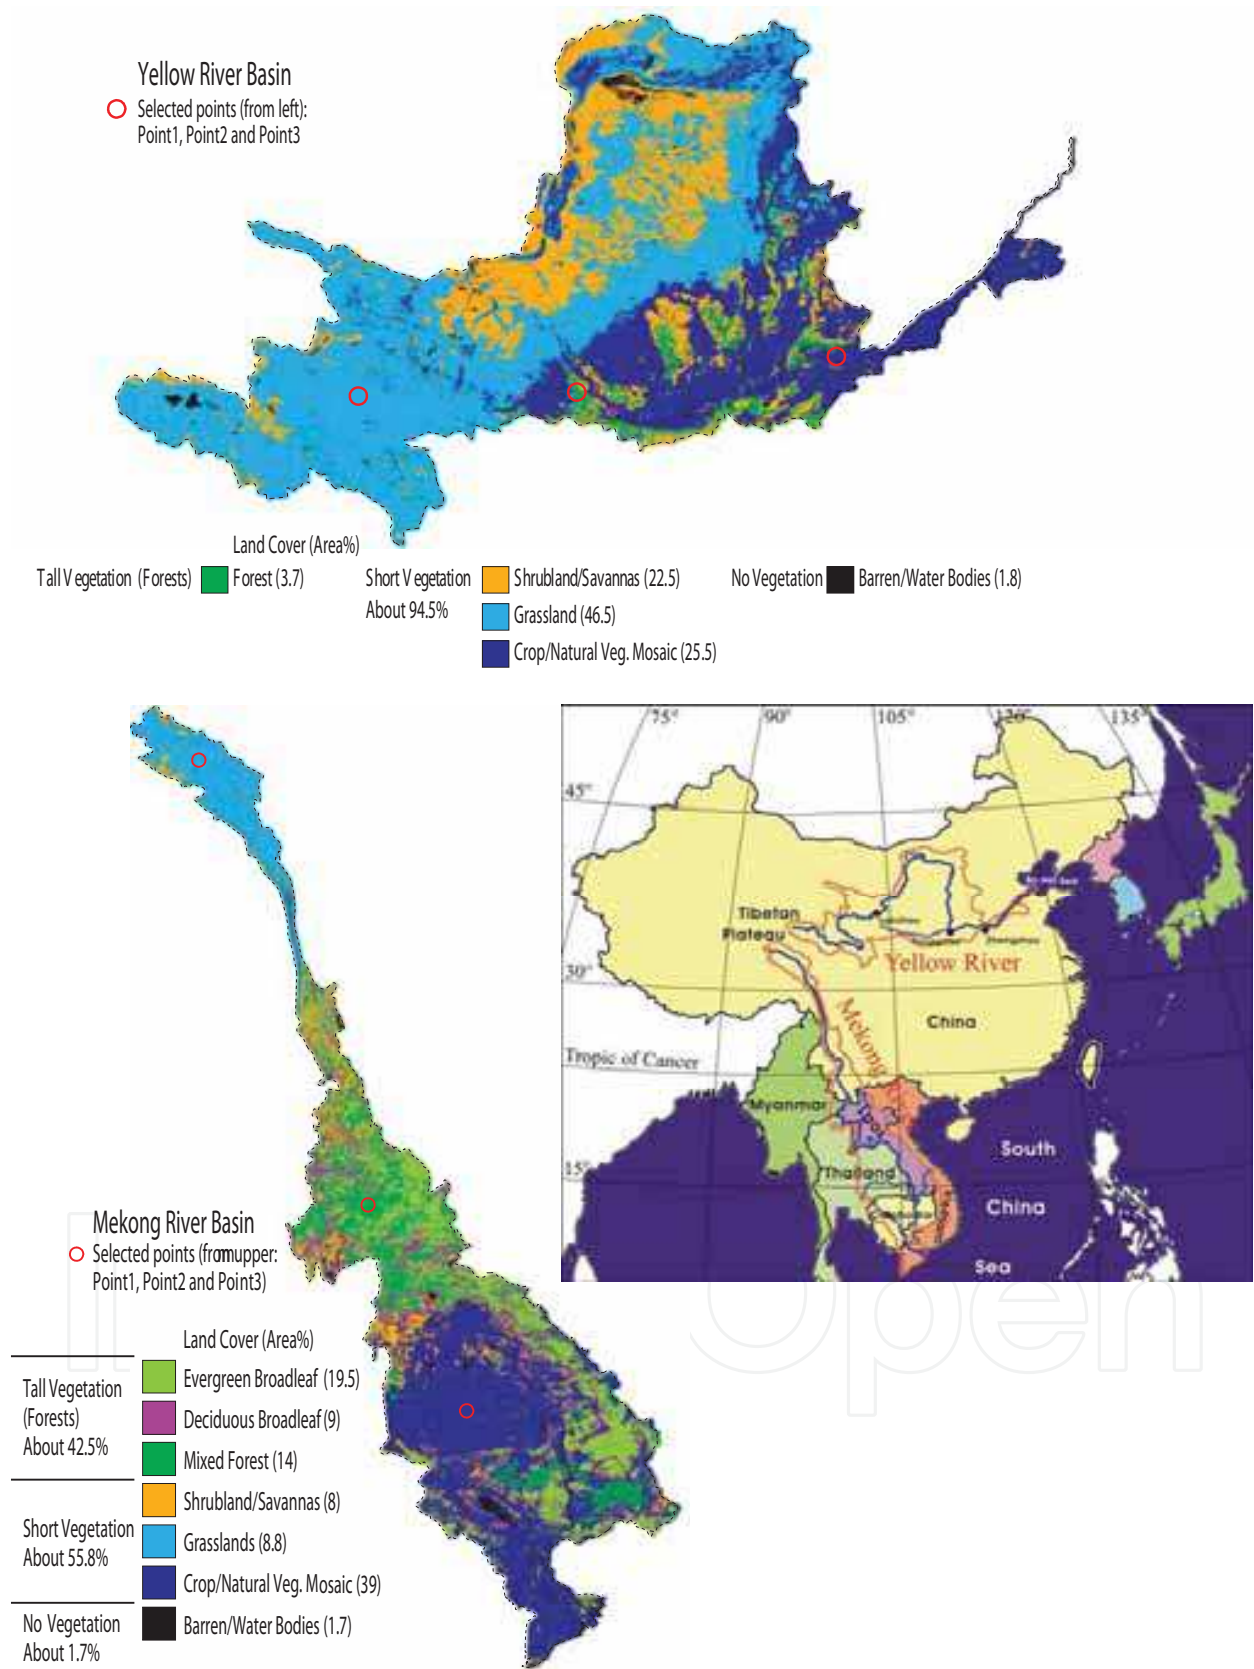 Yellow River Basin
Selected points (from left):
Point1, Point2 and Point3
Land Cover (Area%)
Tall Vegetation (Forests)
Forest (3.7)
Short Vegetation
About 94.5%
Shrubland/Savannas (22.5)
Grassland (46.5)
Crop/Natural Veg. Mosaic (25.5)
No Vegetation
Barren/Water Bodies (1.8)
75° 90° 105° 120° 135°
45°
Tibetan
Plateau
Yellow River
30°
Mekong
China
Tropic of Cancer
Myanmar
South
15°
Thailand
China
Sea
Mekong River Basin
Selected points (from upper:
Point1, Point2 and Point3)
Open
Land Cover (Area%)
Tall Vegetation
(Forests)
About 42.5%
Evergreen Broadleaf (19.5)
Deciduous Broadleaf (9)
Mixed Forest (14)
Short Vegetation
About 55.8%
Shrubland/Savannas (8)
Grasslands (8.8)
Crop/Natural Veg. Mosaic (39)
No Vegetation
About 1.7%
Barren/Water Bodies (1.7)